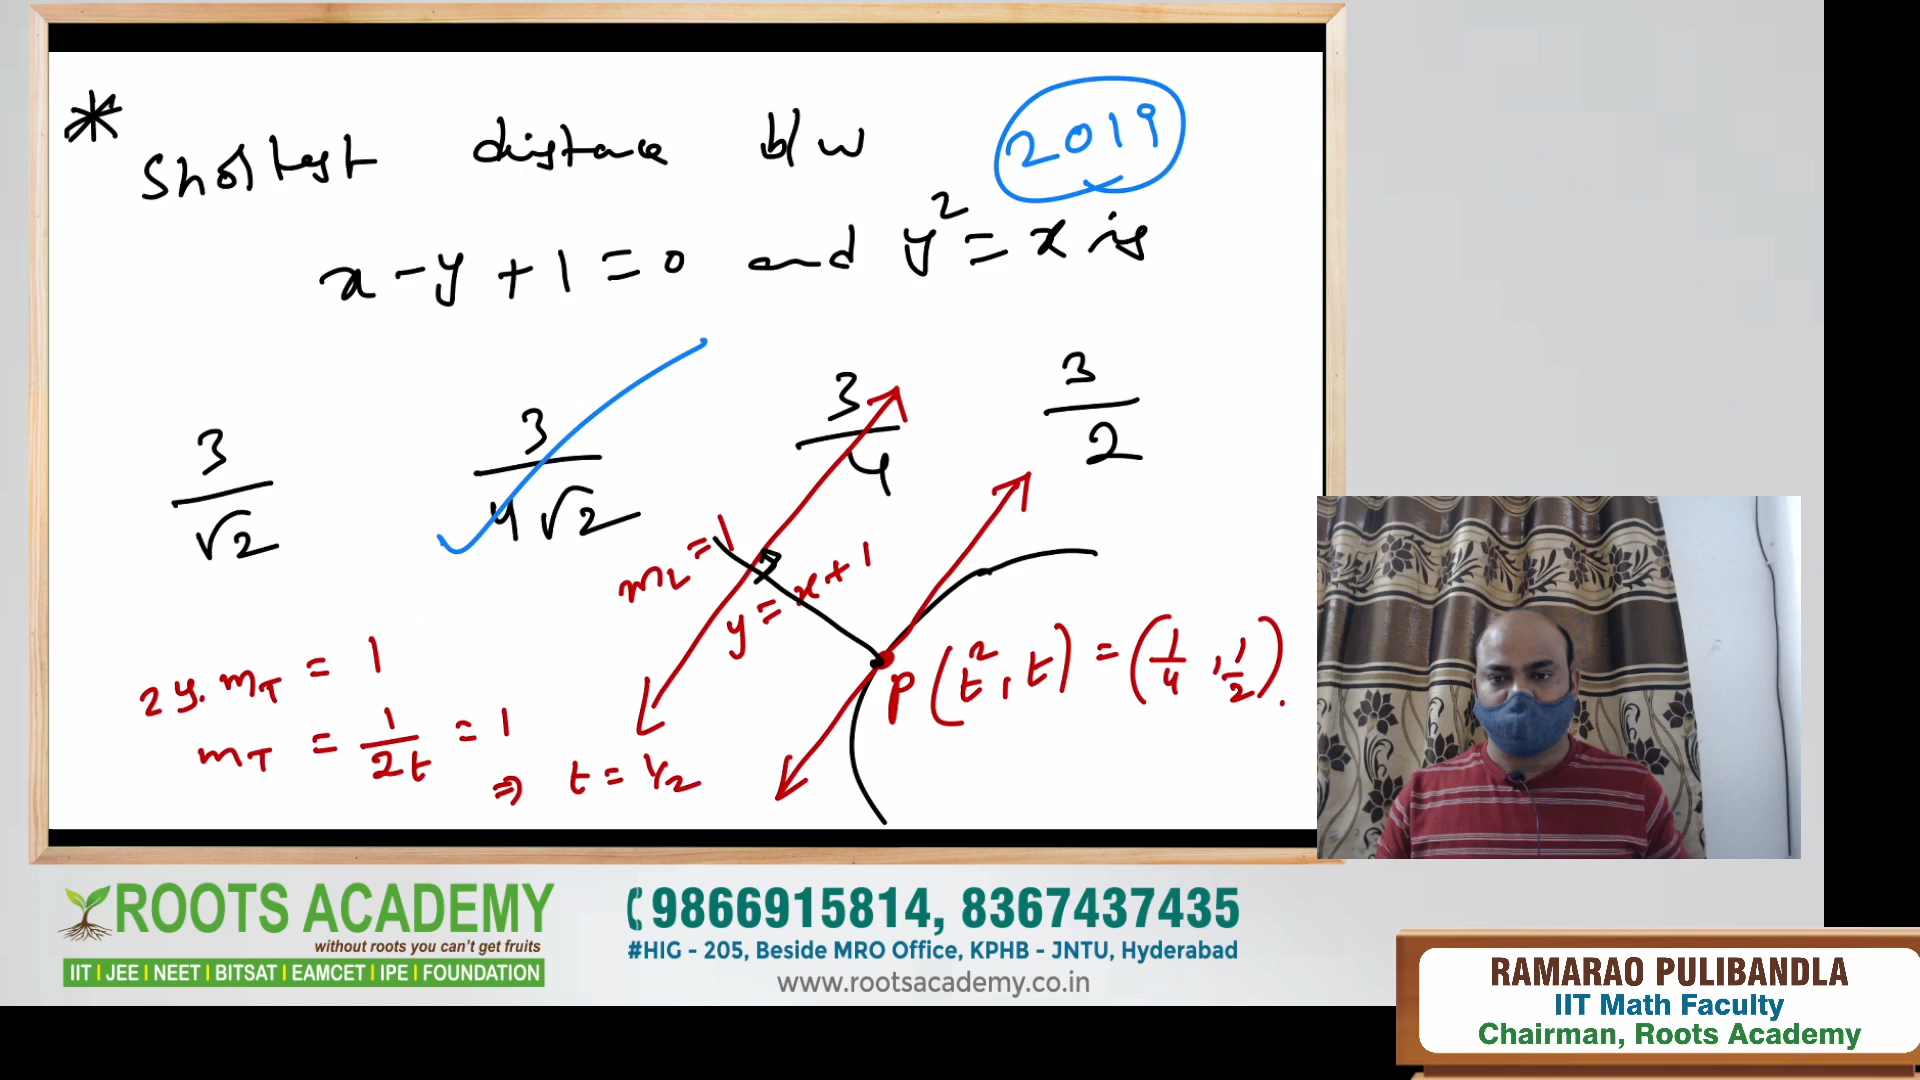 * Shortest distance b/w 2019
x - y + 1 = 0 and y² = x is
3/√2 3/4√2 3/4 3/2
m_L = 1
y = x + 1
2y. m_T = 1
m_T = 1/2t = 1
⇒ t = 1/2
P (t², t) = (1/4, 1/2).
ROOTS ACADEMY
without roots you can't get fruits
IIT | JEE | NEET | BITSAT | EAMCET | IPE | FOUNDATION
9866915814, 8367437435
#HIG - 205, Beside MRO Office, KPHB - JNTU, Hyderabad
www.rootsacademy.co.in
RAMARAO PULIBANDLA
IIT Math Faculty
Chairman, Roots Academy